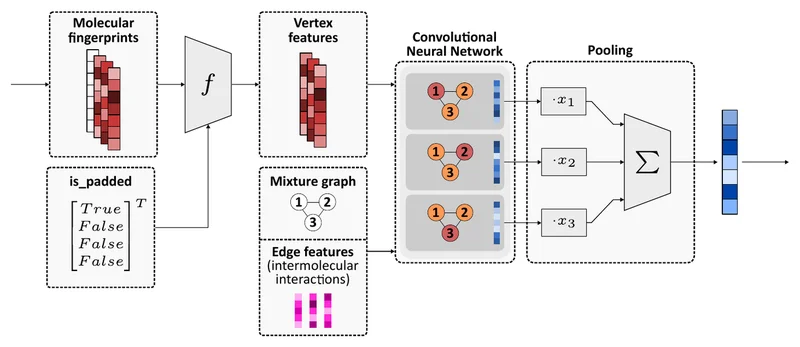 Molecular
fingerprints
f
Vertex
features
Convolutional
Neural Network
Pooling
1 2
3
1 2
3
1 2
3
·x1
·x2
·x3
Σ
is_padded
True
False
False
False
T
Mixture graph
1 2
3
Edge features
(intermolecular
interactions)